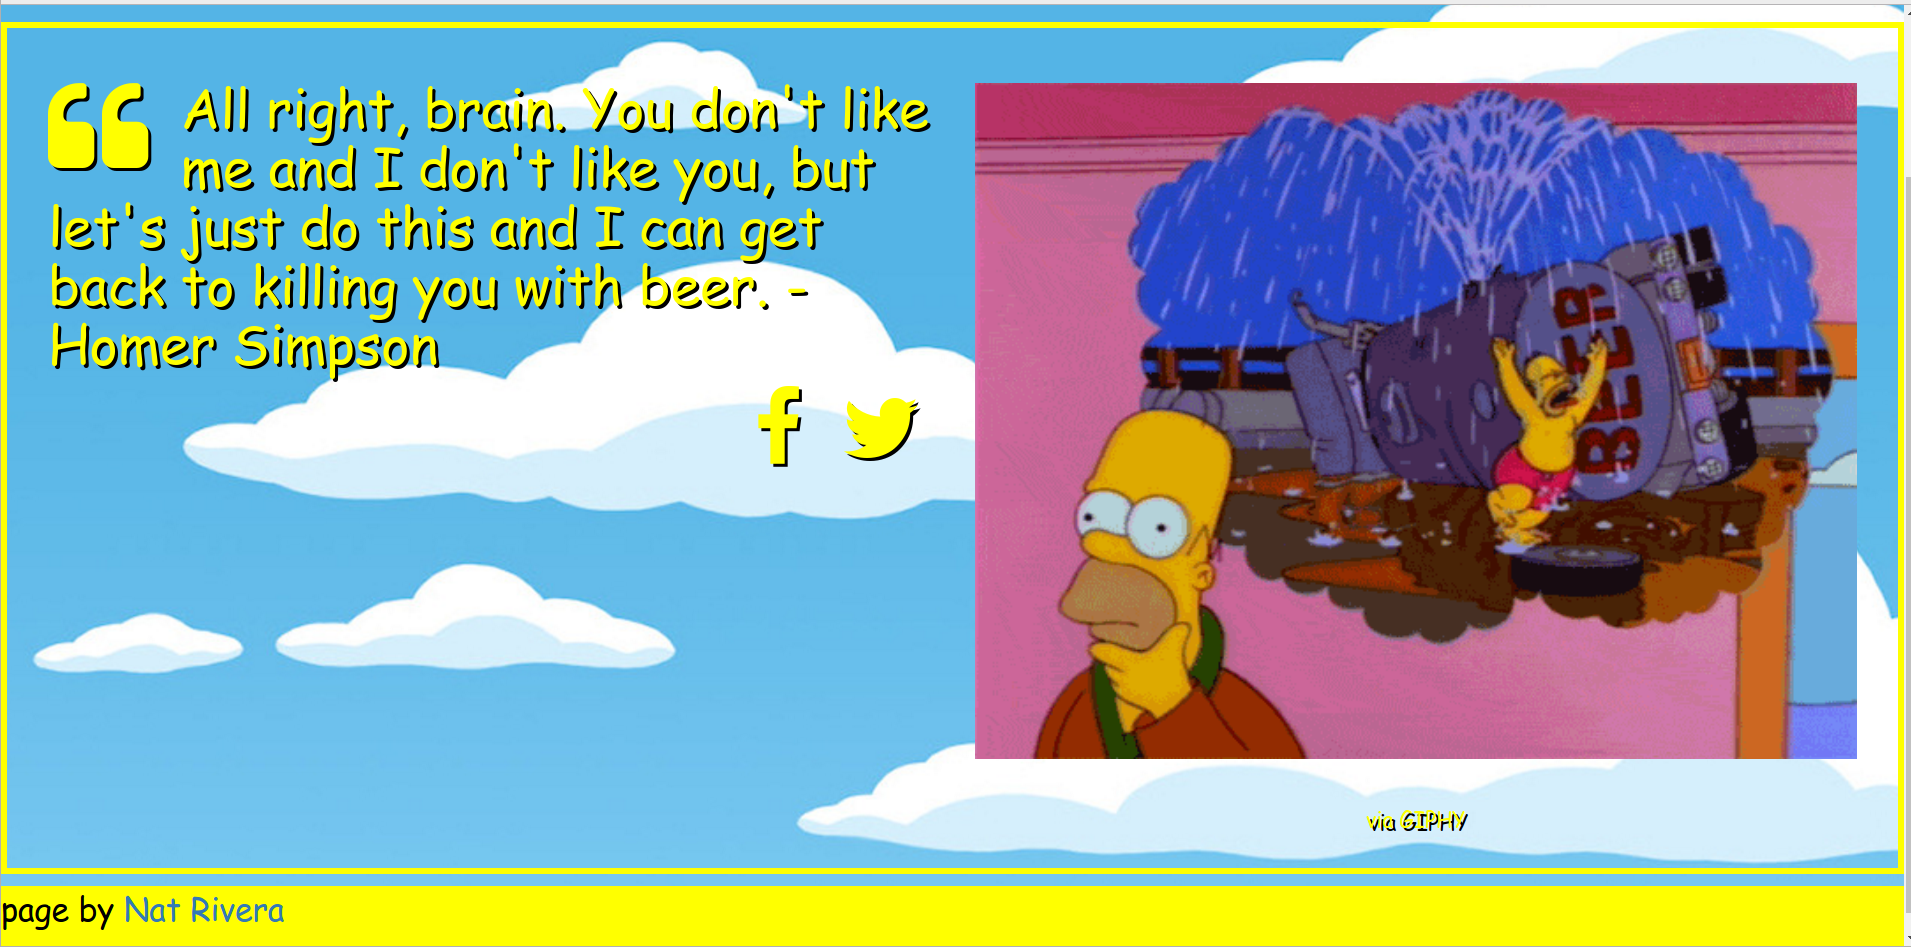 All right, brain. You don't like
me and I don't like you, but
let's just do this and I can get
back to killing you with beer. -
Homer Simpson
BEER
via GIPHY
page by Nat Rivera